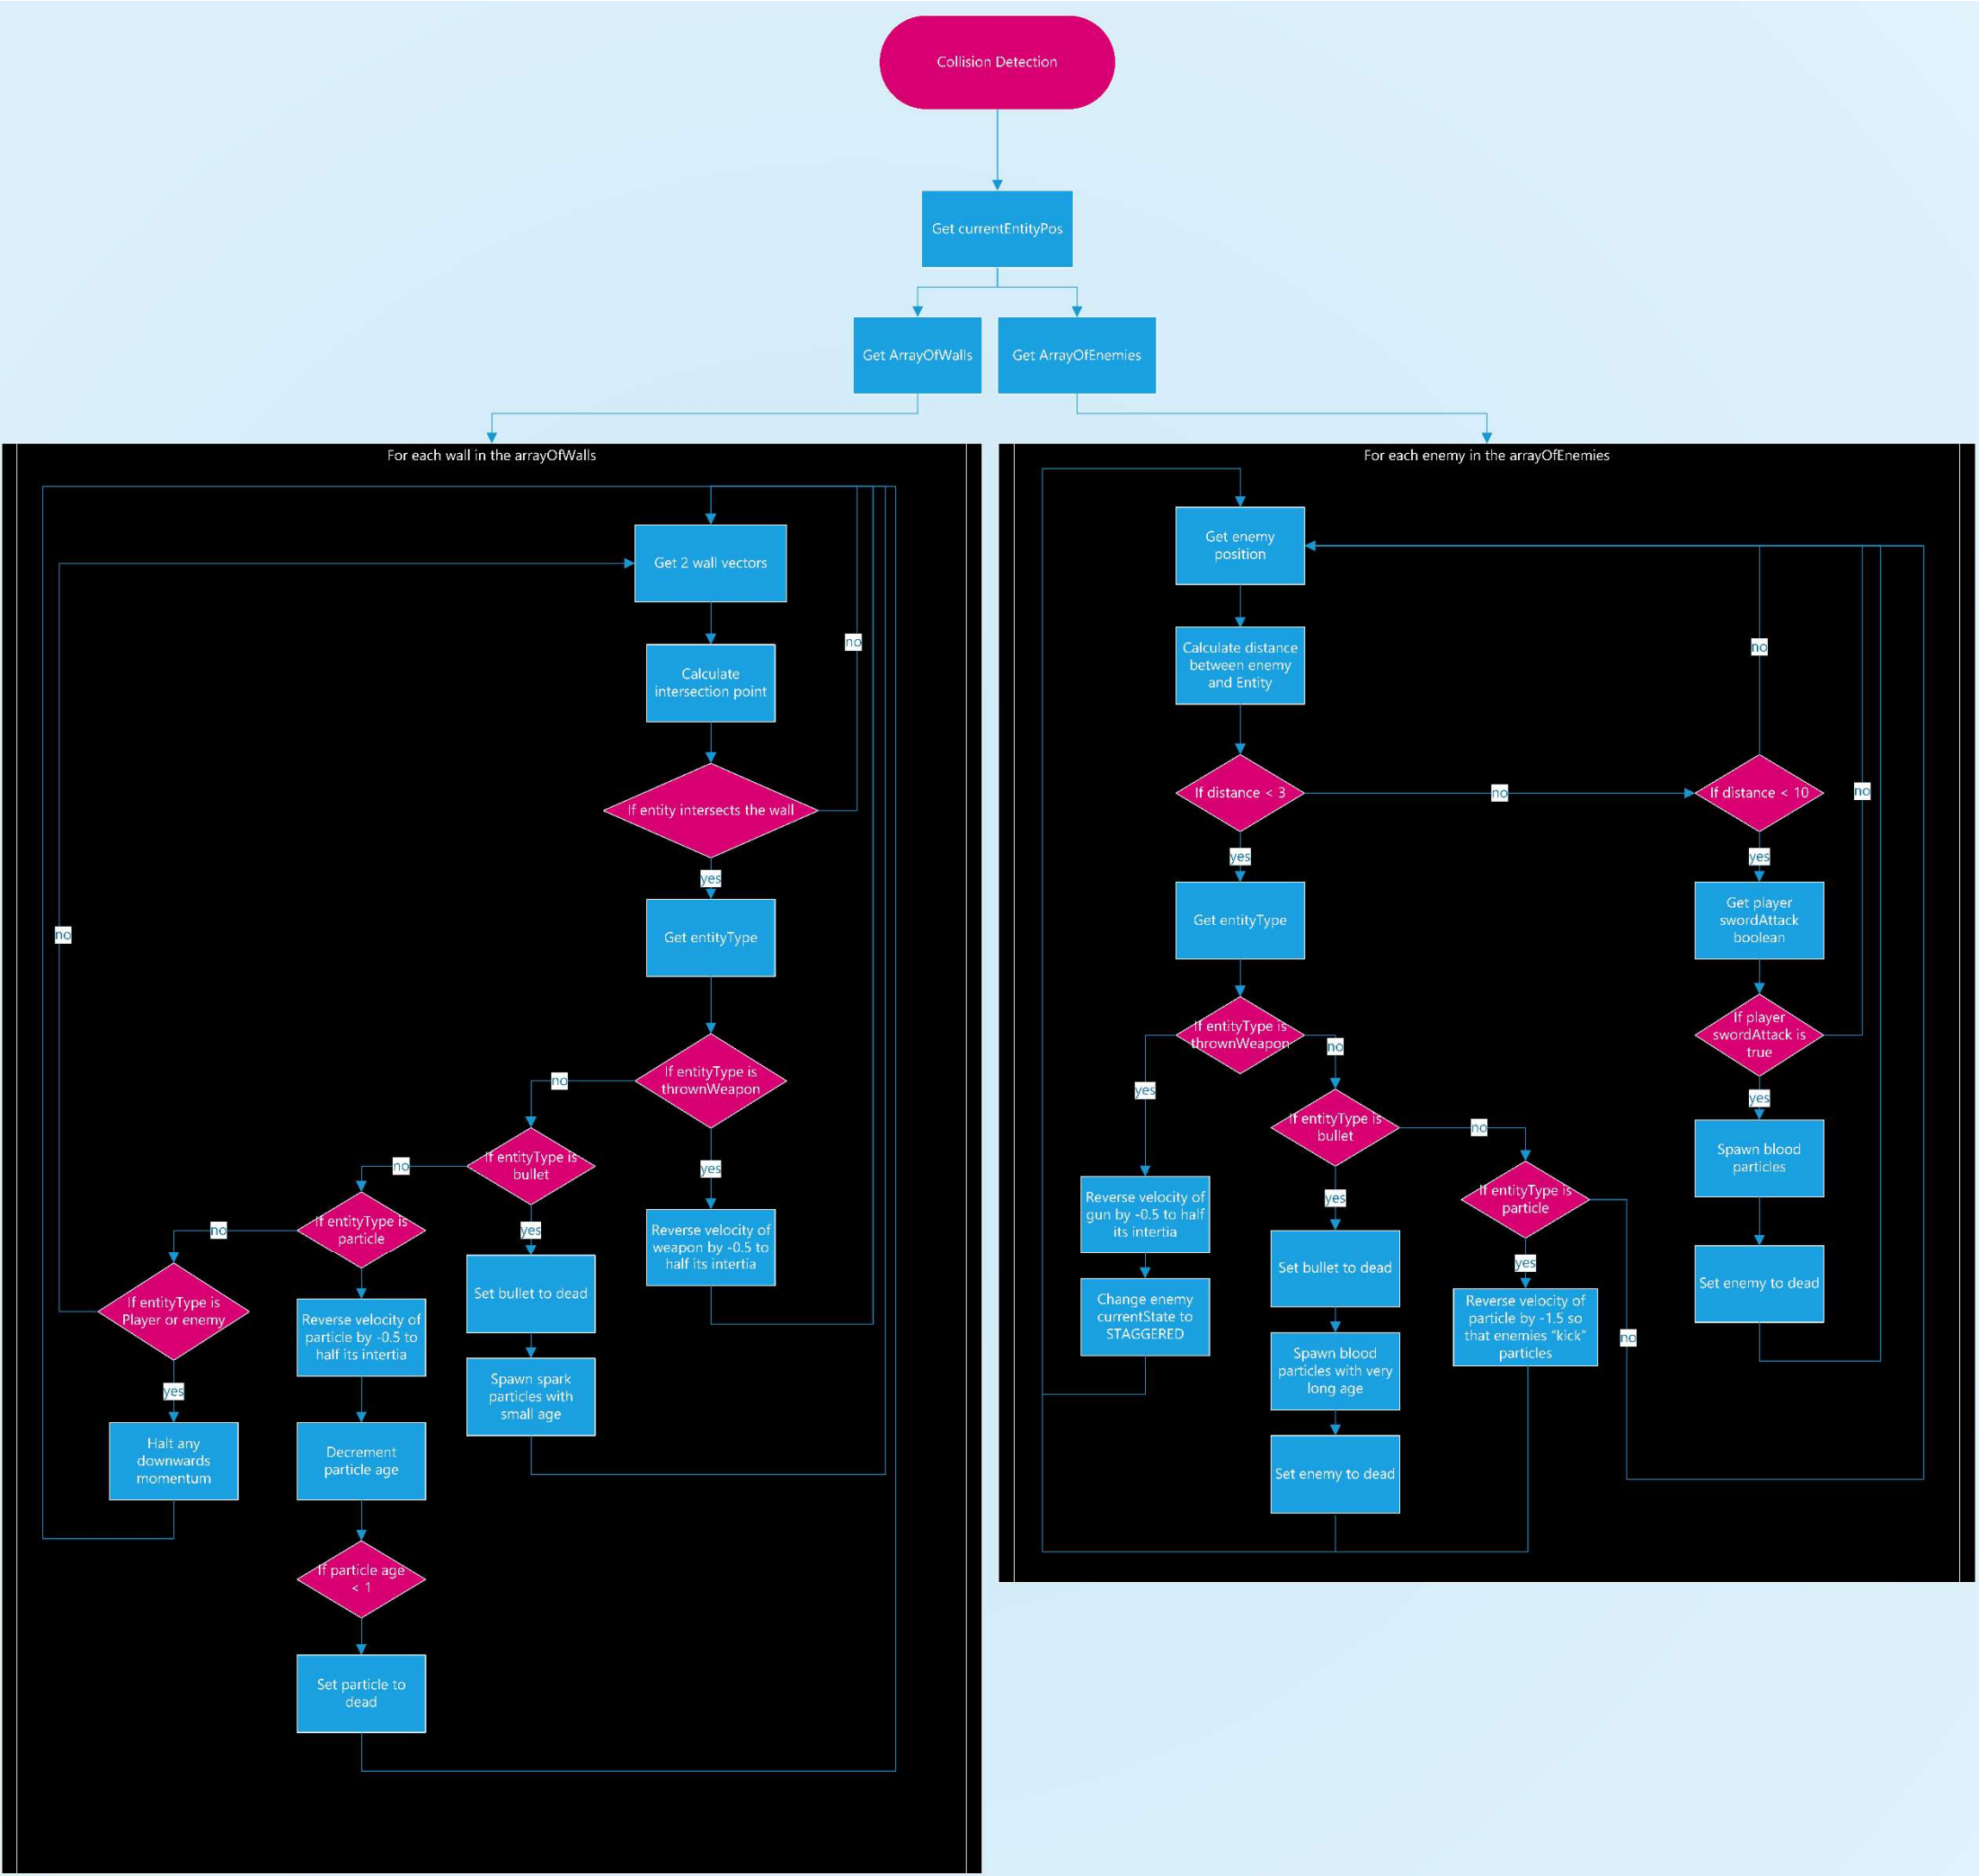 Collision Detection
Get currentEntityPos
Get ArrayOfWalls
Get ArrayOfEnemies
For each wall in the arrayOfWalls
Get 2 wall vectors
no
Calculate
intersection point
If entity intersects the wall
yes
no
Get entityType
If entityType is
thrownWeapon
no
If entityType is
bullet
no
yes
If entityType is
particle
no
yes
Reverse velocity of
weapon by -0.5 to
half its intertia
Set bullet to dead
If entityType is
Player or enemy
Reverse velocity of
particle by -0.5 to
half its intertia
yes
Spawn spark
particles with
small age
Halt any
downwards
momentum
Decrement
particle age
If particle age
< 1
Set particle to
dead
For each enemy in the arrayOfEnemies
Get enemy
position
Calculate distance
between enemy
and Entity
no
If distance < 3
no
If distance < 10
no
yes
yes
Get entityType
Get player
swordAttack
boolean
If entityType is
thrownWeapon
no
If player
swordAttack is
true
yes
yes
If entityType is
bullet
no
Spawn blood
particles
yes
If entityType is
particle
Reverse velocity of
gun by -0.5 to half
its intertia
Set bullet to dead
yes
Set enemy to dead
Change enemy
currentState to
STAGGERED
Reverse velocity of
particle by -1.5 so
that enemies "kick"
particles
no
Spawn blood
particles with very
long age
Set enemy to dead